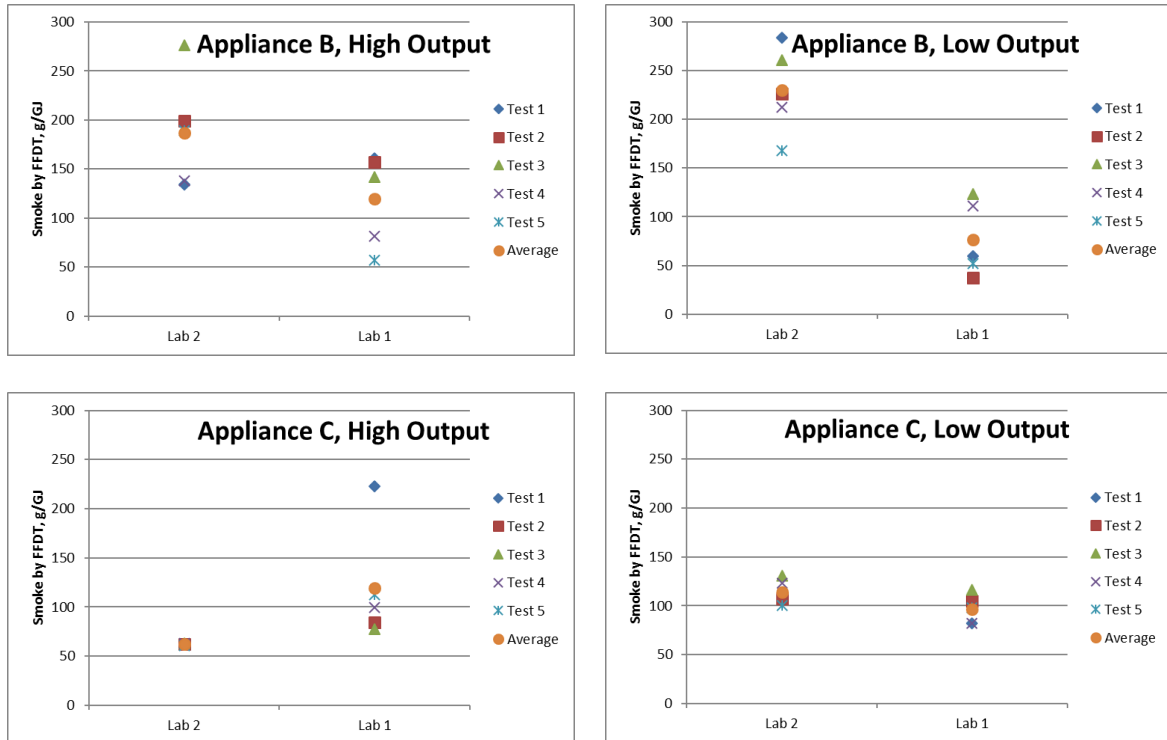 Appliance B, High Output
Smoke by FFDT, g/GJ
300
250
200
150
100
50
0
Lab 2
Lab 1
Test 1
Test 2
Test 3
Test 4
Test 5
Average
Appliance B, Low Output
Smoke by FFDT, g/GJ
300
250
200
150
100
50
0
Lab 2
Lab 1
Test 1
Test 2
Test 3
Test 4
Test 5
Average
Appliance C, High Output
Smoke by FFDT, g/GJ
300
250
200
150
100
50
0
Lab 2
Lab 1
Test 1
Test 2
Test 3
Test 4
Test 5
Average
Appliance C, Low Output
Smoke by FFDT, g/GJ
300
250
200
150
100
50
0
Lab 2
Lab 1
Test 1
Test 2
Test 3
Test 4
Test 5
Average